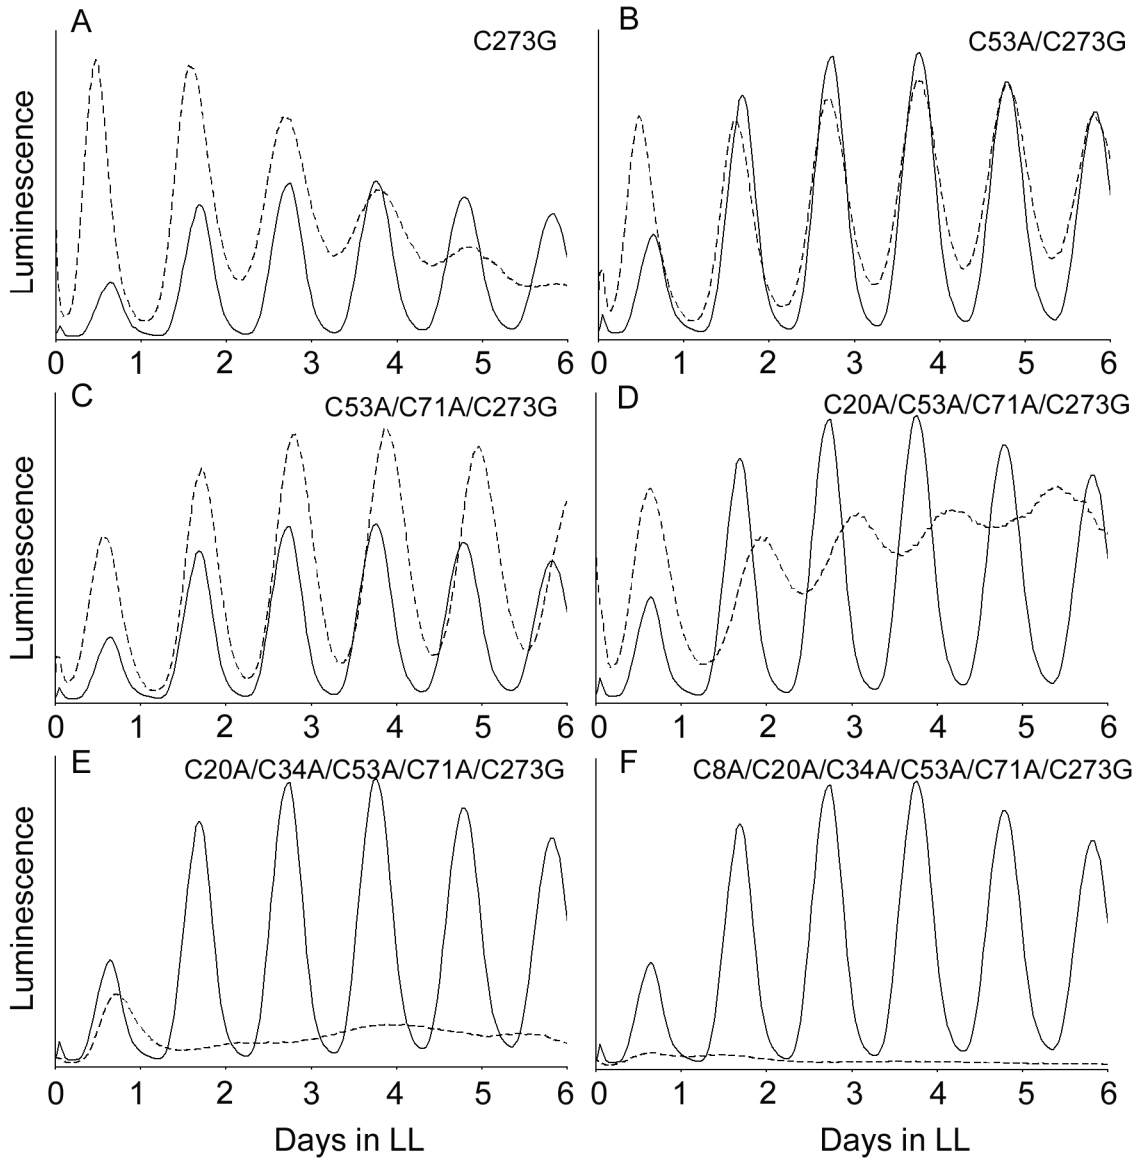 A
C273G
B
C53A/C273G
Luminescence
0 1 2 3 4 5 6
0 1 2 3 4 5 6
C
C53A/C71A/C273G
D
C20A/C53A/C71A/C273G
Luminescence
0 1 2 3 4 5 6
0 1 2 3 4 5 6
E
C20A/C34A/C53A/C71A/C273G
F
C8A/C20A/C34A/C53A/C71A/C273G
Luminescence
0 1 2 3 4 5 6
0 1 2 3 4 5 6
Days in LL
Days in LL